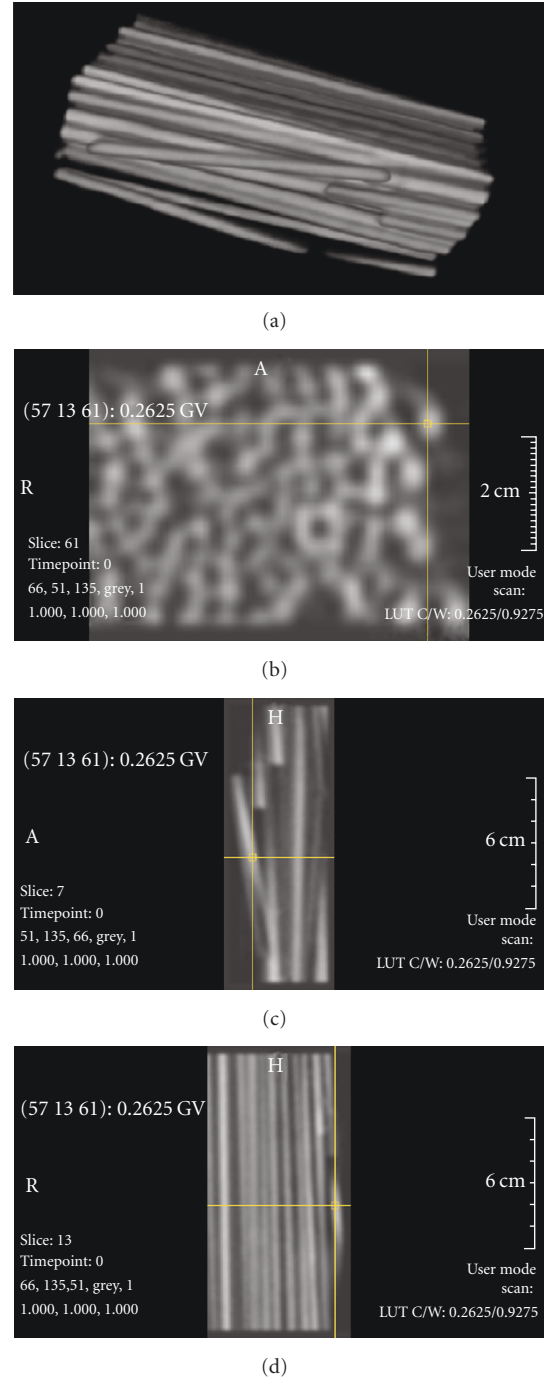 (a)
A
(57 13 61): 0.2625 GV
R
2 cm
Slice: 61
Timepoint: 0
66, 51, 135, grey, 1
1.000, 1.000, 1.000
User mode
scan:
LUT C/W: 0.2625/0.9275
(b)
H
(57 13 61): 0.2625 GV
A
6 cm
Slice: 7
Timepoint: 0
51, 135, 66, grey, 1
1.000, 1.000, 1.000
User mode
scan:
LUT C/W: 0.2625/0.9275
(c)
H
(57 13 61): 0.2625 GV
R
6 cm
Slice: 13
Timepoint: 0
66, 135,51, grey, 1
1.000, 1.000, 1.000
User mode
scan:
LUT C/W: 0.2625/0.9275
(d)